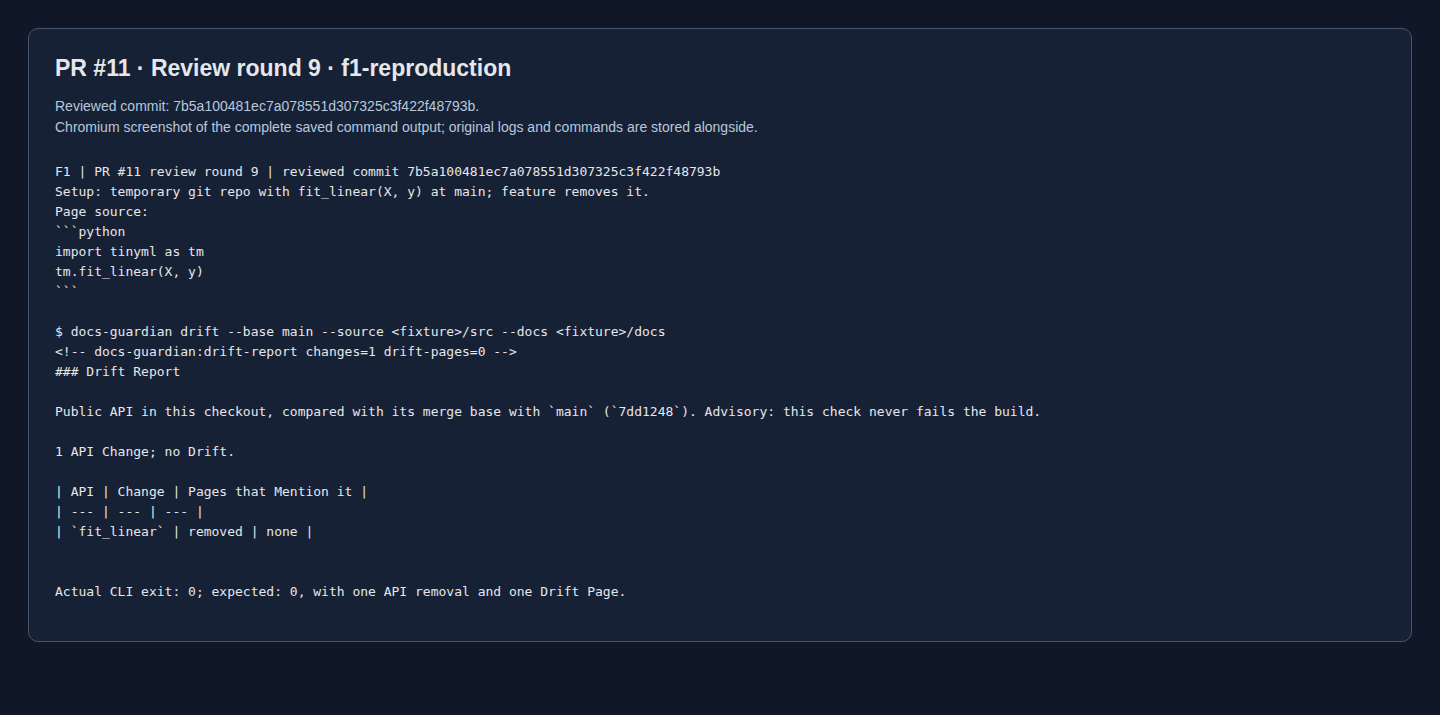 PR #11 · Review round 9 · f1-reproduction
Reviewed commit: 7b5a100481ec7a078551d307325c3f422f48793b.
Chromium screenshot of the complete saved command output; original logs and commands are stored alongside.
F1 | PR #11 review round 9 | reviewed commit 7b5a100481ec7a078551d307325c3f422f48793b
Setup: temporary git repo with fit_linear(X, y) at main; feature removes it.
Page source:
```python
import tinyml as tm
tm.fit_linear(X, y)
```
$ docs-guardian drift --base main --source <fixture>/src --docs <fixture>/docs
<!-- docs-guardian:drift-report changes=1 drift-pages=0 -->
### Drift Report
Public API in this checkout, compared with its merge base with `main` (`7dd1248`). Advisory: this check never fails the build.
1 API Change; no Drift.
| API | Change | Pages that Mention it |
| --- | --- | --- |
| `fit_linear` | removed | none |
Actual CLI exit: 0; expected: 0, with one API removal and one Drift Page.